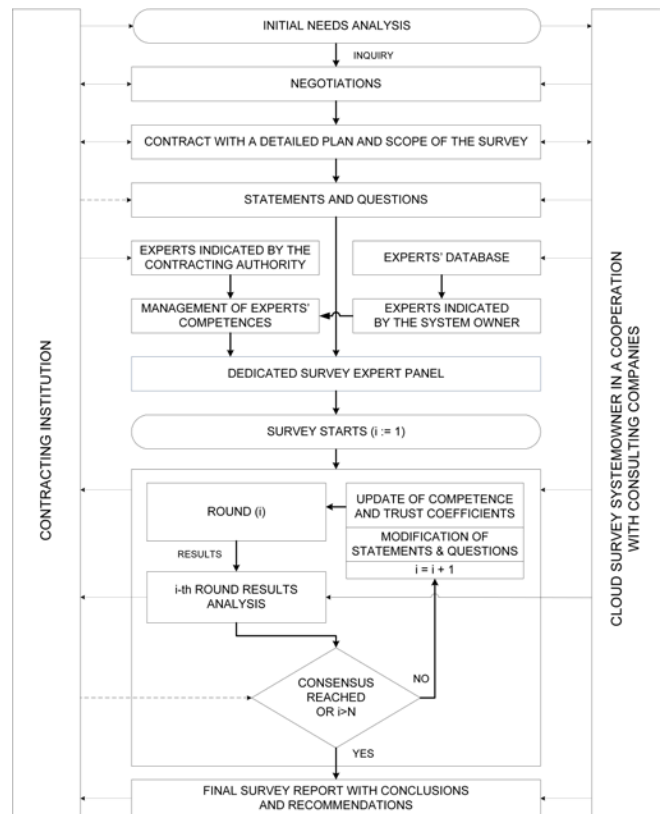 INITIAL NEEDS ANALYSIS
INQUIRY
NEGOTIATIONS
CONTRACT WITH A DETAILED PLAN AND SCOPE OF THE SURVEY
STATEMENTS AND QUESTIONS
EXPERTS INDICATED BY THE
CONTRACTING AUTHORITY
EXPERTS' DATABASE
MANAGEMENT OF EXPERTS'
COMPETENCES
EXPERTS INDICATED
BY THE SYSTEM OWNER
DEDICATED SURVEY EXPERT PANEL
SURVEY STARTS (i := 1)
ROUND (i)
UPDATE OF COMPETENCE
AND TRUST COEFFICIENTS
MODIFICATION OF
STATEMENTS & QUESTIONS
i = i + 1
RESULTS
i-th ROUND RESULTS
ANALYSIS
CONSENSUS
REACHED
OR i>N
NO
YES
FINAL SURVEY REPORT WITH CONCLUSIONS
AND RECOMMENDATIONS
CONTRACTING INSTITUTION
CLOUD SURVEY SYSTEMOWNER IN A COOPERATION
WITH CONSULTING COMPANIES